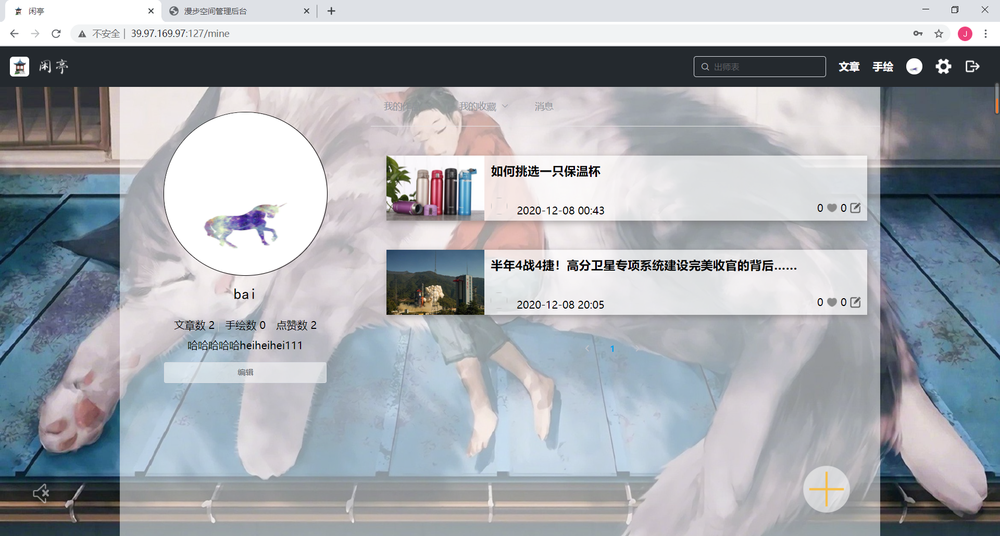 闲亭
漫步空间管理后台
不安全 39.97.169.97:127/mine
J
闲亭
出师表
文章
手绘
我的作品 我的收藏 消息
如何挑选一只保温杯
2020-12-08 00:43
0 0
半年4战4捷！高分卫星专项系统建设完美收官的背后……
2020-12-08 20:05
0 0
bai
文章数 2 手绘数 0 点赞数 2
哈哈哈哈哈heiheihei111
编辑
1